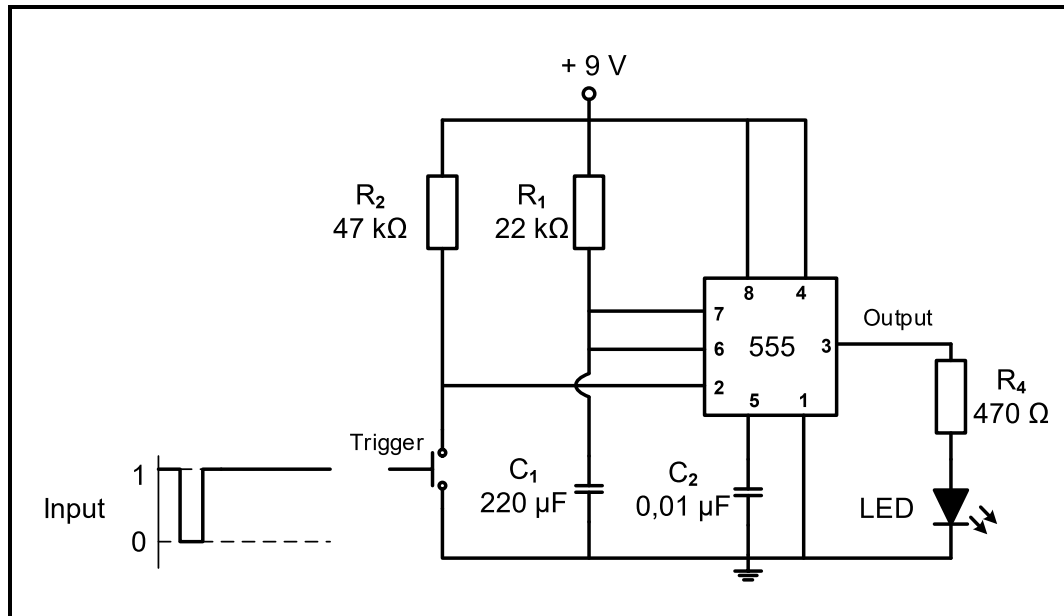 + 9 V
R₂
47 kΩ
R₁
22 kΩ
8 4
7
6
2
555
3
5 1
Output
R₄
470 Ω
Trigger
Input
1
0
C₁
220 µF
C₂
0,01 µF
LED